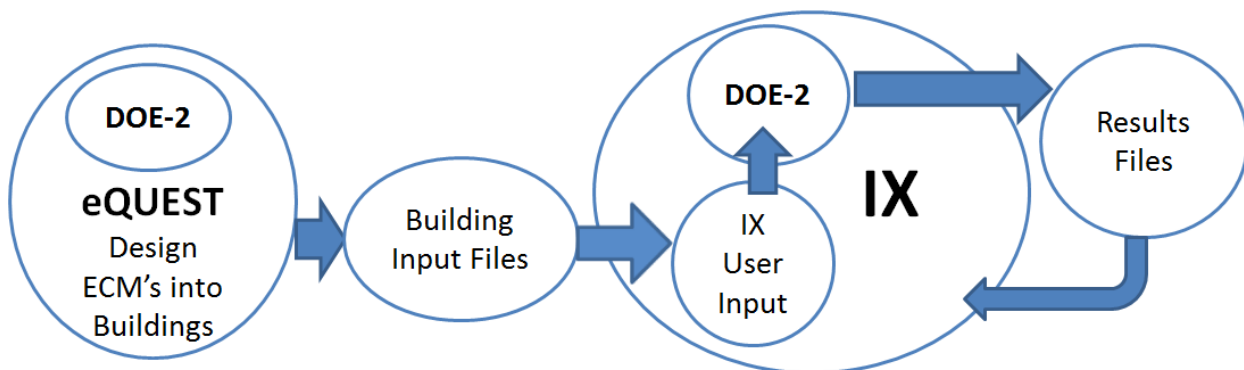 DOE-2
eQUEST
Design
ECM's into
Buildings
Building
Input Files
DOE-2
IX
User
Input
IX
Results
Files